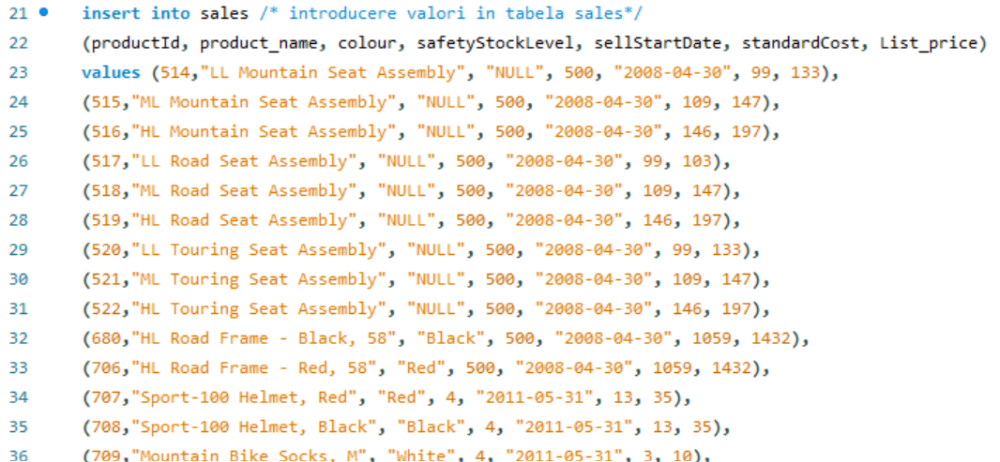 21 insert into sales /* introducere valori in tabela sales*/
22 (productId, product_name, colour, safetyStockLevel, sellStartDate, standardCost, List_price)
23 values (514,"LL Mountain Seat Assembly", "NULL", 500, "2008-04-30", 99, 133),
24 (515,"ML Mountain Seat Assembly", "NULL", 500, "2008-04-30", 109, 147),
25 (516,"HL Mountain Seat Assembly", "NULL", 500, "2008-04-30", 146, 197),
26 (517,"LL Road Seat Assembly", "NULL", 500, "2008-04-30", 99, 103),
27 (518,"ML Road Seat Assembly", "NULL", 500, "2008-04-30", 109, 147),
28 (519,"HL Road Seat Assembly", "NULL", 500, "2008-04-30", 146, 197),
29 (520,"LL Touring Seat Assembly", "NULL", 500, "2008-04-30", 99, 133),
30 (521,"ML Touring Seat Assembly", "NULL", 500, "2008-04-30", 109, 147),
31 (522,"HL Touring Seat Assembly", "NULL", 500, "2008-04-30", 146, 197),
32 (680,"HL Road Frame - Black, 58", "Black", 500, "2008-04-30", 1059, 1432),
33 (706,"HL Road Frame - Red, 58", "Red", 500, "2008-04-30", 1059, 1432),
34 (707,"Sport-100 Helmet, Red", "Red", 4, "2011-05-31", 13, 35),
35 (708,"Sport-100 Helmet, Black", "Black", 4, "2011-05-31", 13, 35),
36 (709,"Mountain Bike Socks, M", "White", 4, "2011-05-31", 3, 10),